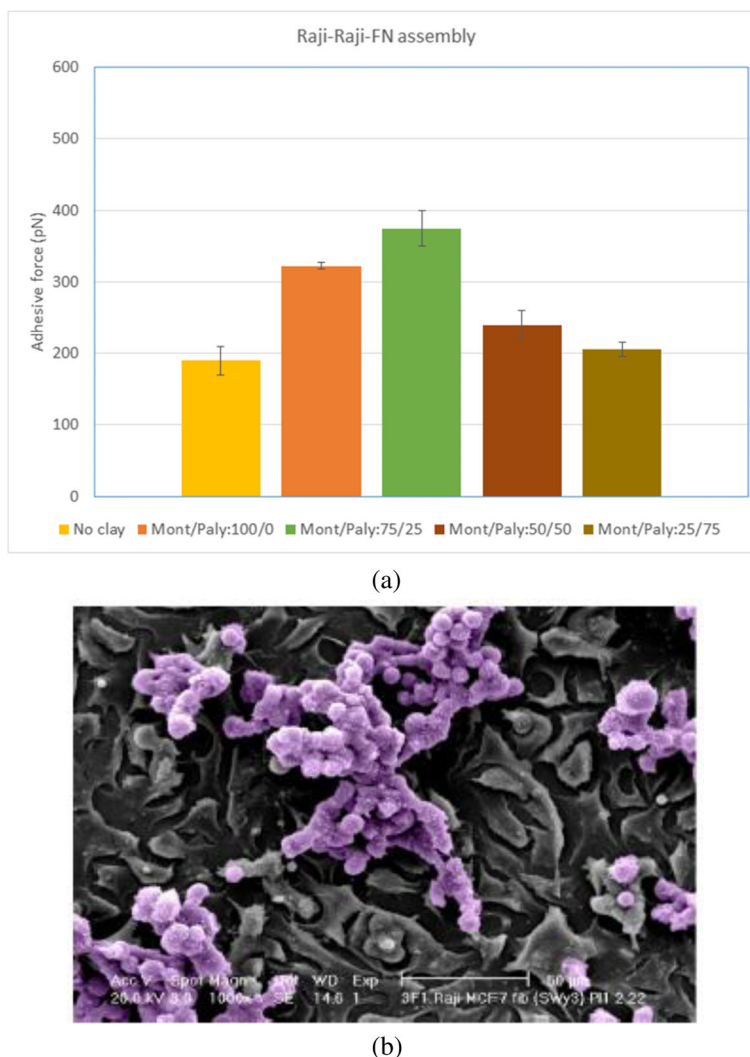 Raji-Raji-FN assembly
600
500
400
300
200
100
0
Adhesive force (pN)
No clay Mont/Paly:100/0 Mont/Paly:75/25 Mont/Paly:50/50 Mont/Paly:25/75
(a)
Acc.V Spot Magn WD Exp 50 µm
20.0 kV 3.0 1000x SE 14.6 1 3F1 Raji MCF7 fib (SWy3) PI1 2.22
(b)